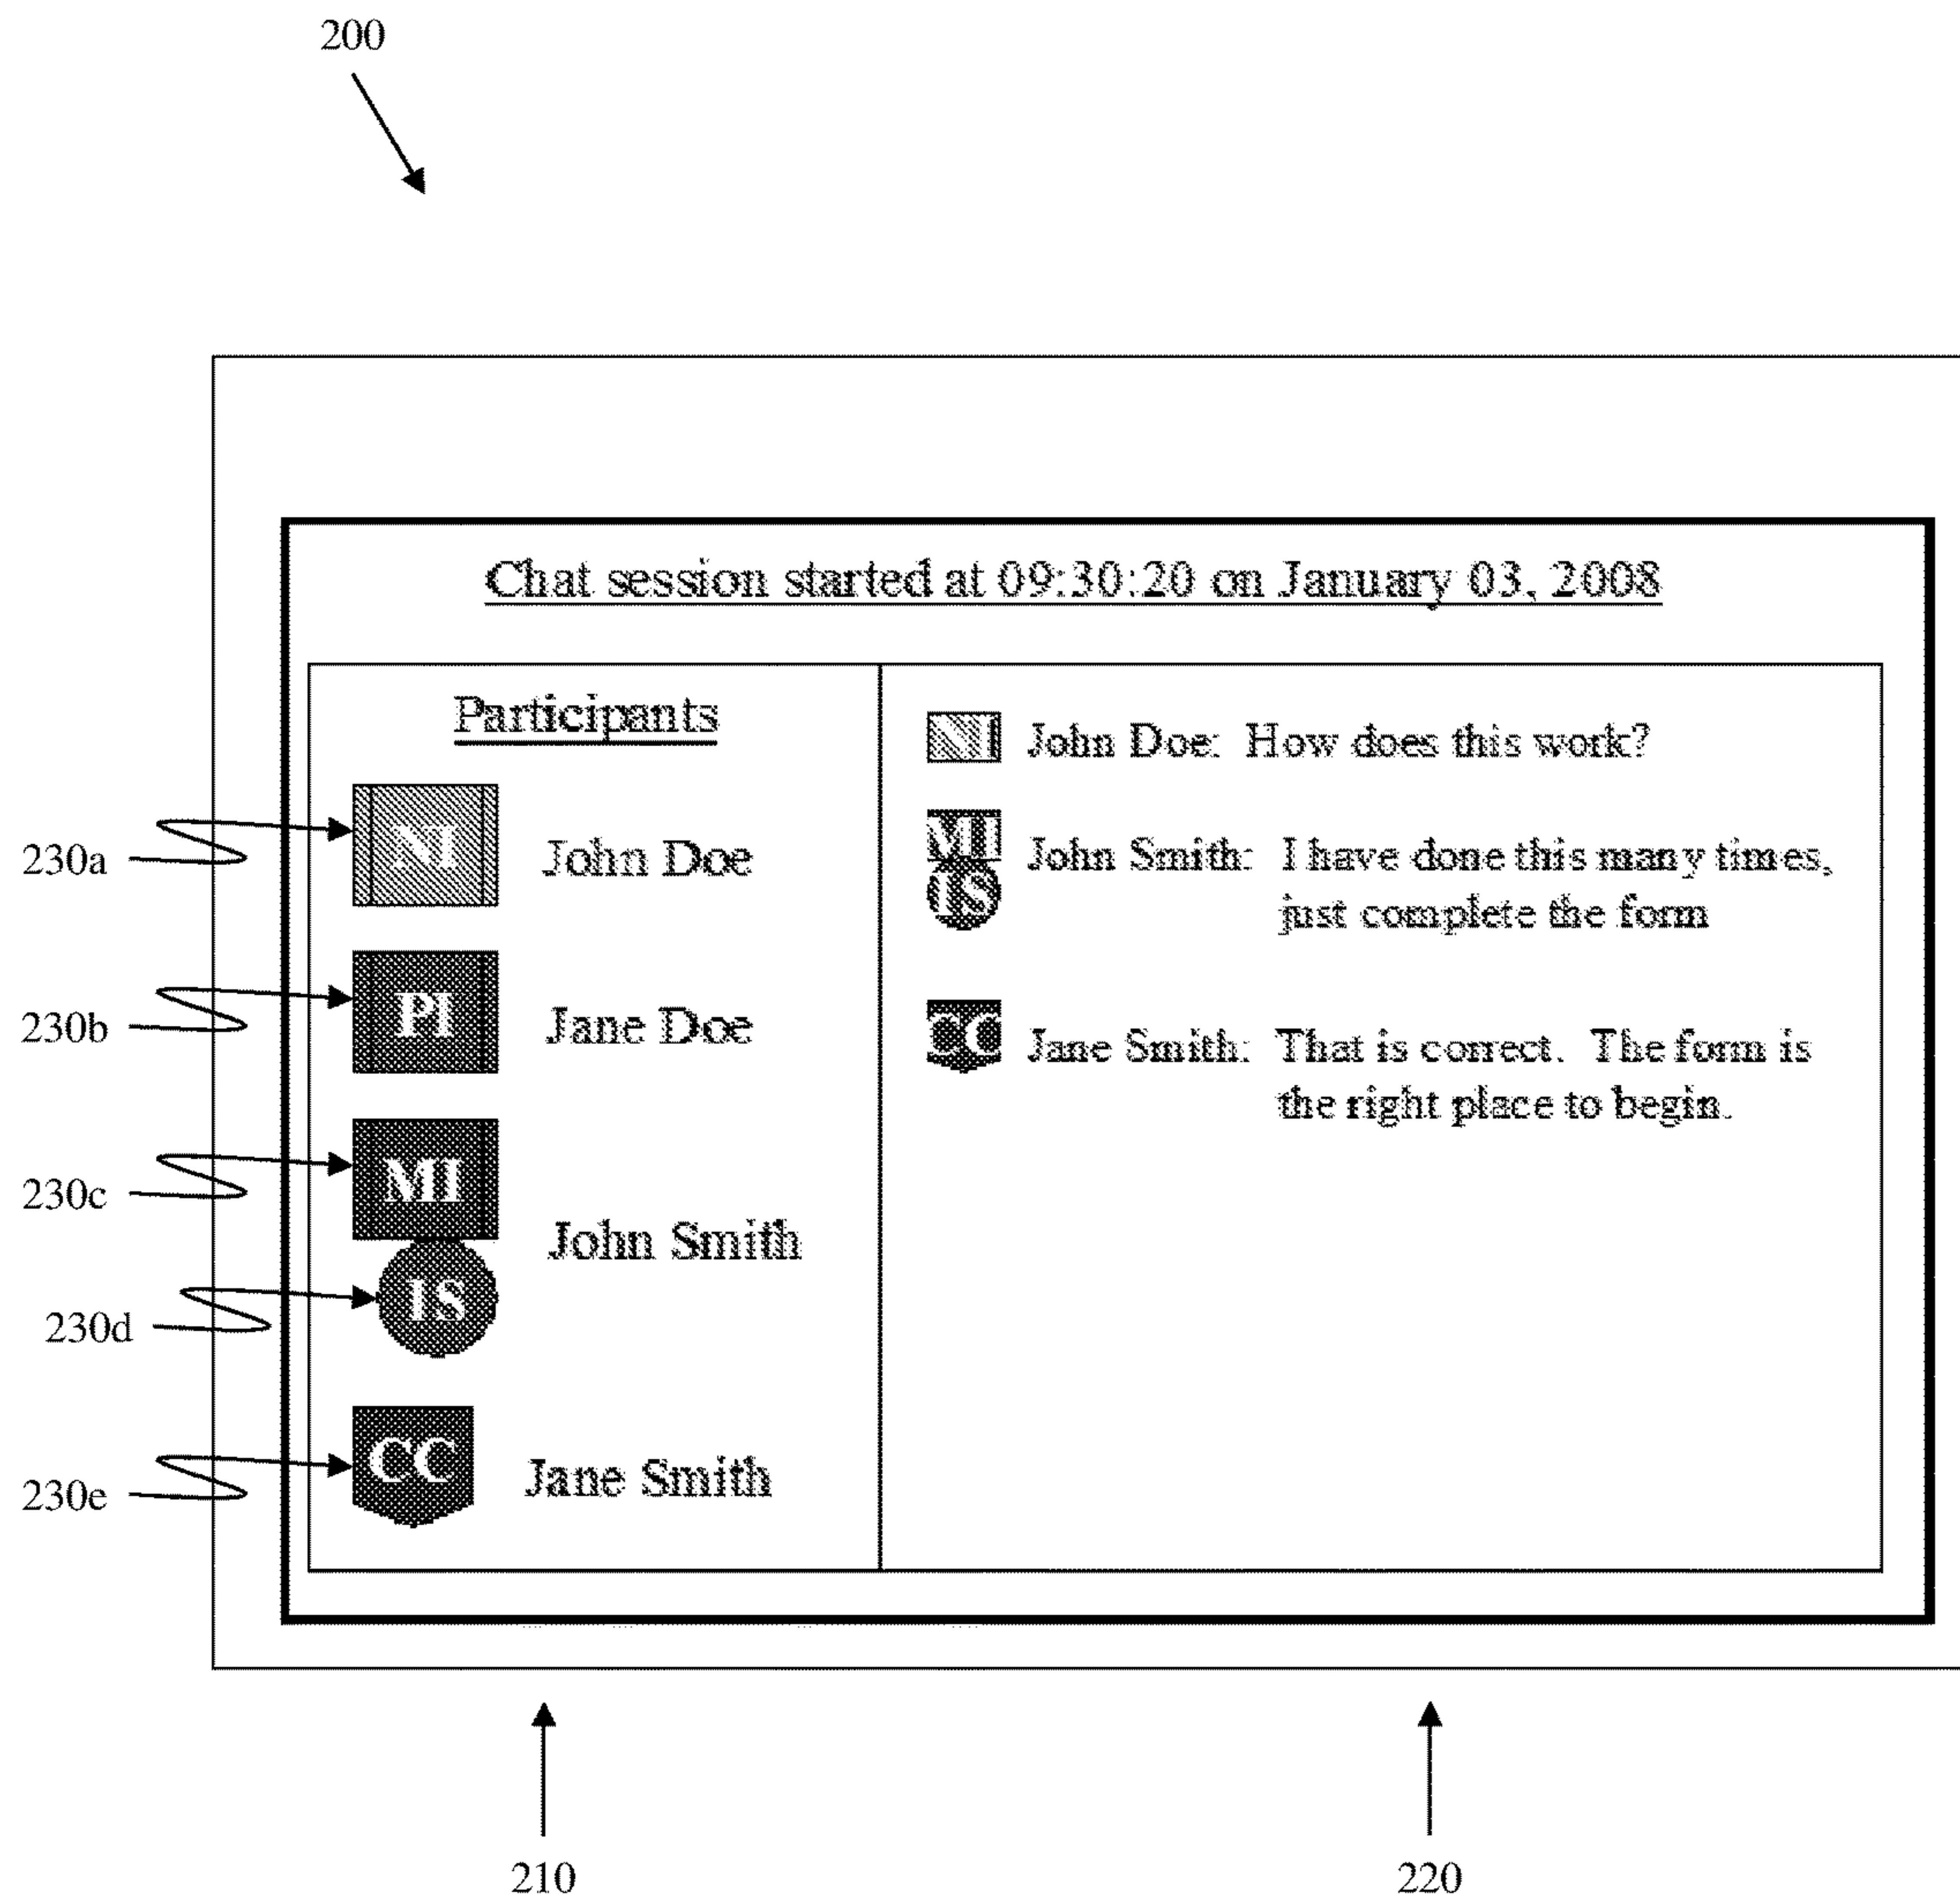 200
Chat session started at 09:30:20 on January 03, 2008
Participants
230a
NI
John Doe
230b
PI
Jane Doe
230c
MI
John Smith
230d
IS
230e
CC
Jane Smith
NI
John Doe: How does this work?
MI
IS
John Smith: I have done this many times,
just complete the form
CC
Jane Smith: That is correct. The form is
the right place to begin.
210
220